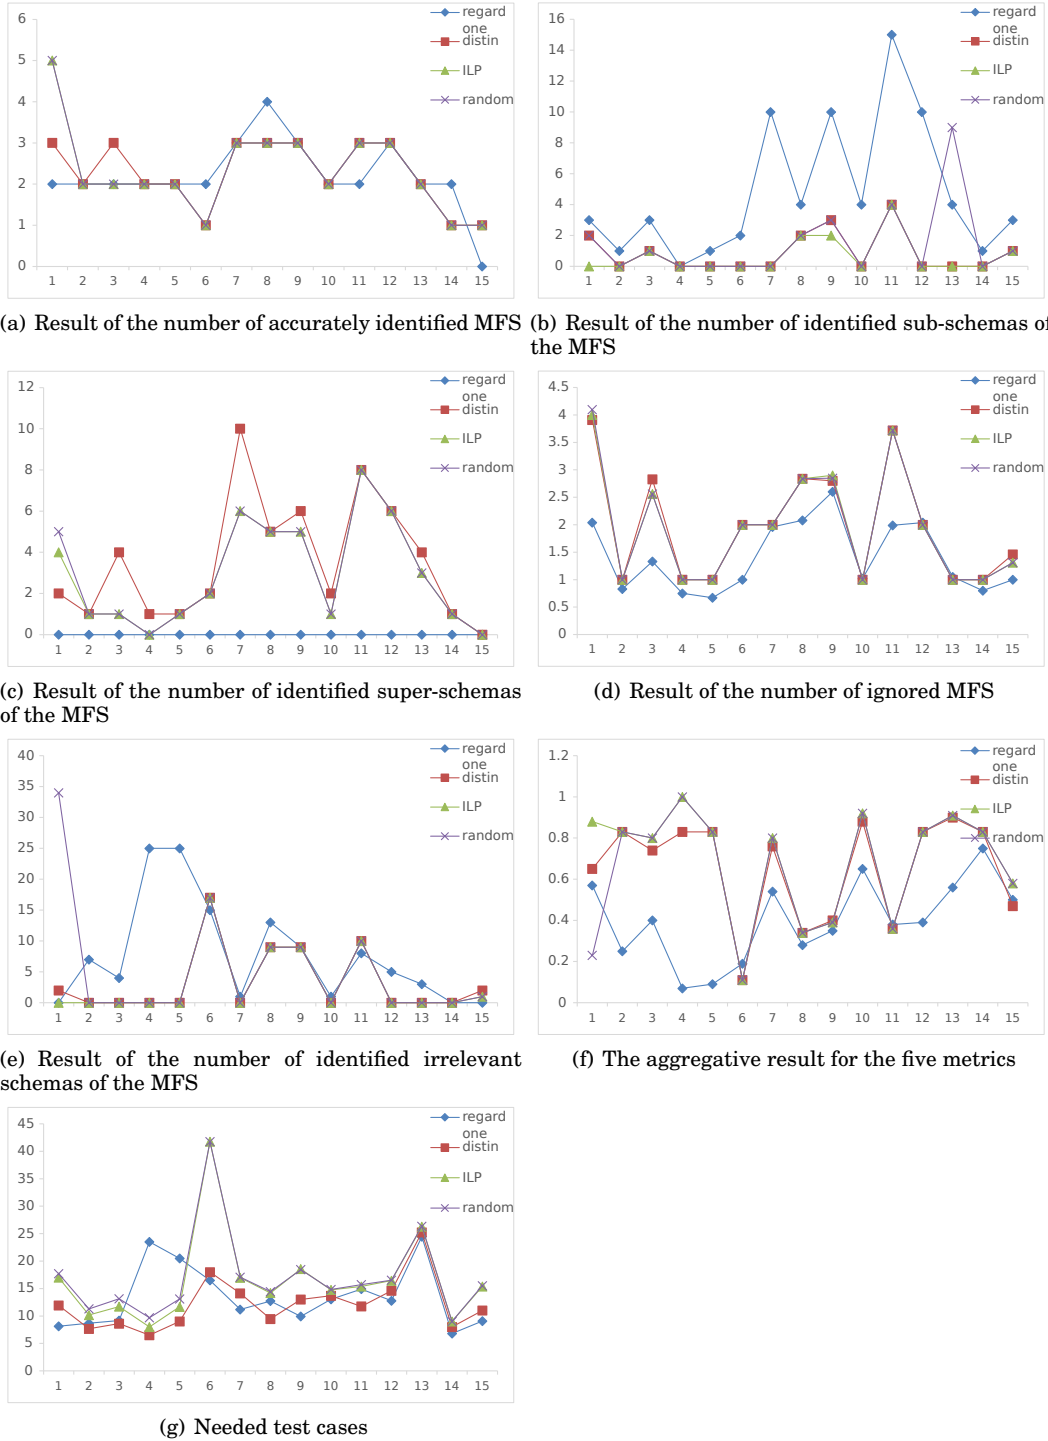 6
5
4
3
2
1
0
1 2 3 4 5 6 7 8 9 10 11 12 13 14 15
regard
one
distin
ILP
random
(a) Result of the number of accurately identified MFS
16
14
12
10
8
6
4
2
0
1 2 3 4 5 6 7 8 9 10 11 12 13 14 15
regard
one
distin
ILP
random
(b) Result of the number of identified sub-schemas of
the MFS
12
10
8
6
4
2
0
1 2 3 4 5 6 7 8 9 10 11 12 13 14 15
regard
one
distin
ILP
random
(c) Result of the number of identified super-schemas
of the MFS
4.5
4
3.5
3
2.5
2
1.5
1
0.5
0
1 2 3 4 5 6 7 8 9 10 11 12 13 14 15
regard
one
distin
ILP
random
(d) Result of the number of ignored MFS
40
35
30
25
20
15
10
5
0
1 2 3 4 5 6 7 8 9 10 11 12 13 14 15
regard
one
distin
ILP
random
(e) Result of the number of identified irrelevant
schemas of the MFS
1.2
1
0.8
0.6
0.4
0.2
0
1 2 3 4 5 6 7 8 9 10 11 12 13 14 15
regard
one
distin
ILP
random
(f) The aggregative result for the five metrics
45
40
35
30
25
20
15
10
5
0
1 2 3 4 5 6 7 8 9 10 11 12 13 14 15
regard
one
distin
ILP
random
(g) Needed test cases